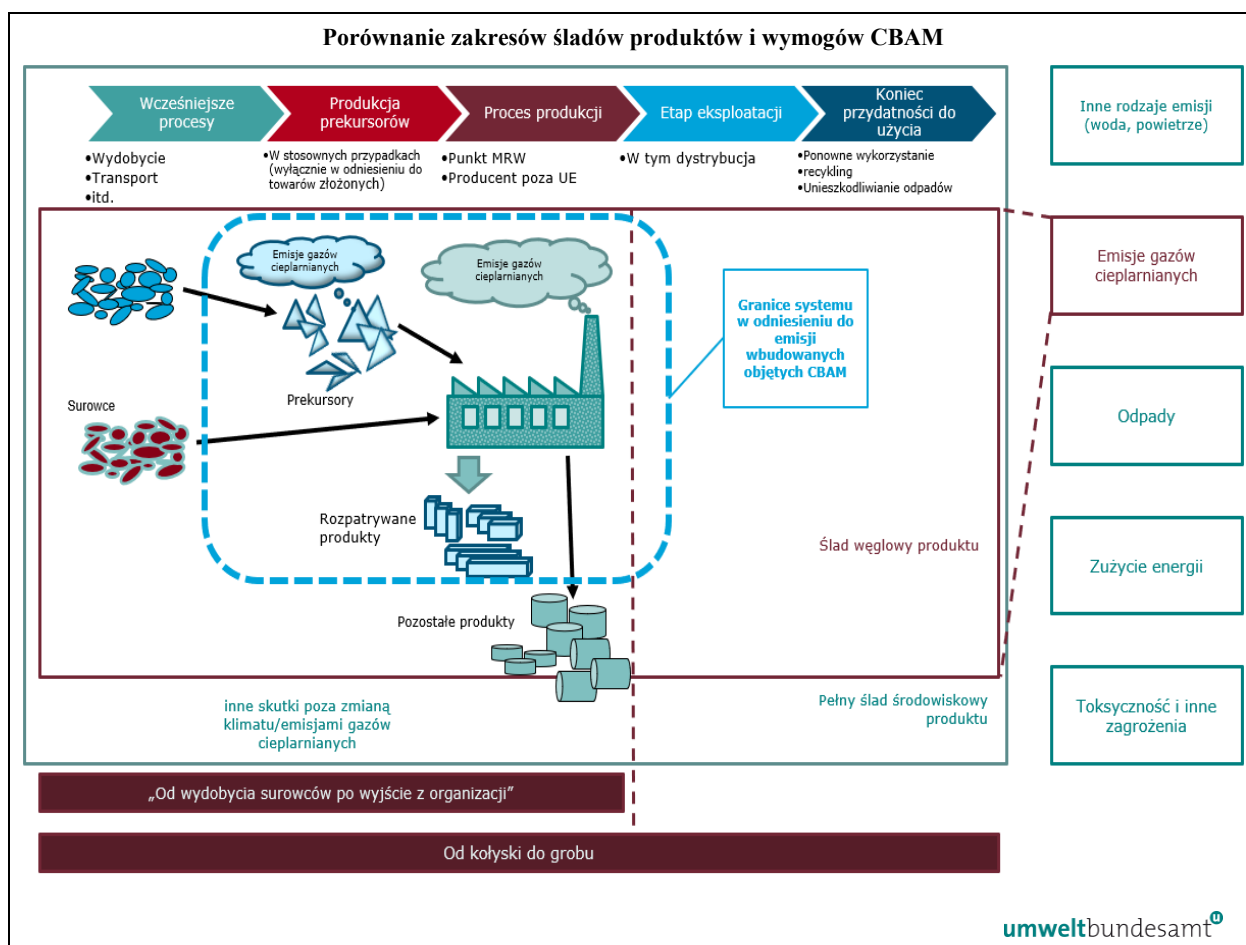 Porównanie zakresów śladów produktów i wymogów CBAM
Wcześniejsze
procesy
Produkcja
prekursorów
Proces produkcji
Etap eksploatacji
Koniec
przydatności do
użycia
•Wydobycie
•Transport
•itd.
•W stosownych przypadkach
(wyłącznie w odniesieniu do
towarów złożonych)
•Punkt MRW
•Producent poza UE
•W tym dystrybucja
•Ponowne wykorzystanie
•recykling
•Unieszkodliwianie odpadów
Inne rodzaje emisji
(woda, powietrze)
Emisje gazów
cieplarnianych
Odpady
Zużycie energii
Toksyczność i inne
zagrożenia
Emisje gazów
cieplarnianych
Emisje gazów
cieplarnianych
Granice systemu
w odniesieniu do
emisji
wbudowanych
objętych CBAM
Prekursory
Surowce
Rozpatrywane
produkty
Ślad węglowy produktu
Pozostałe produkty
inne skutki poza zmianą
klimatu/emisjami gazów
cieplarnianych
Pełny ślad środowiskowy
produktu
„Od wydobycia surowców po wyjście z organizacji”
Od kołyski do grobu
umweltbundesamt u